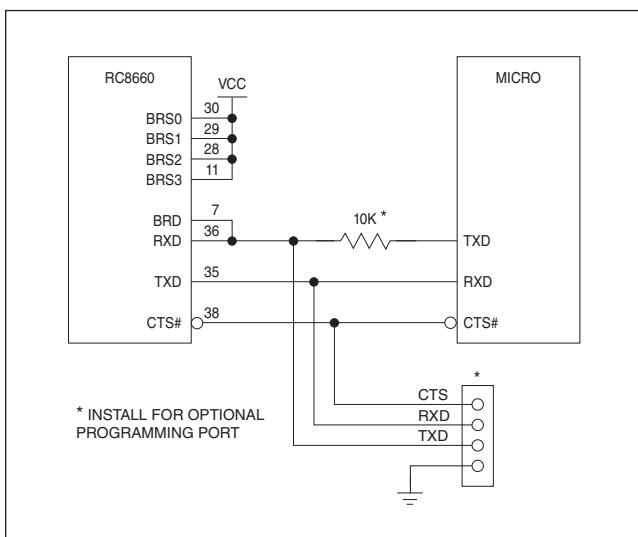 RC8660
MICRO
VCC
BRS0 30
BRS1 29
BRS2 28
BRS3 11
BRD 7
RXD 36
10K *
TXD
TXD 35
RXD
CTS# 38
CTS#
*
CTS
RXD
TXD
* INSTALL FOR OPTIONAL
PROGRAMMING PORT